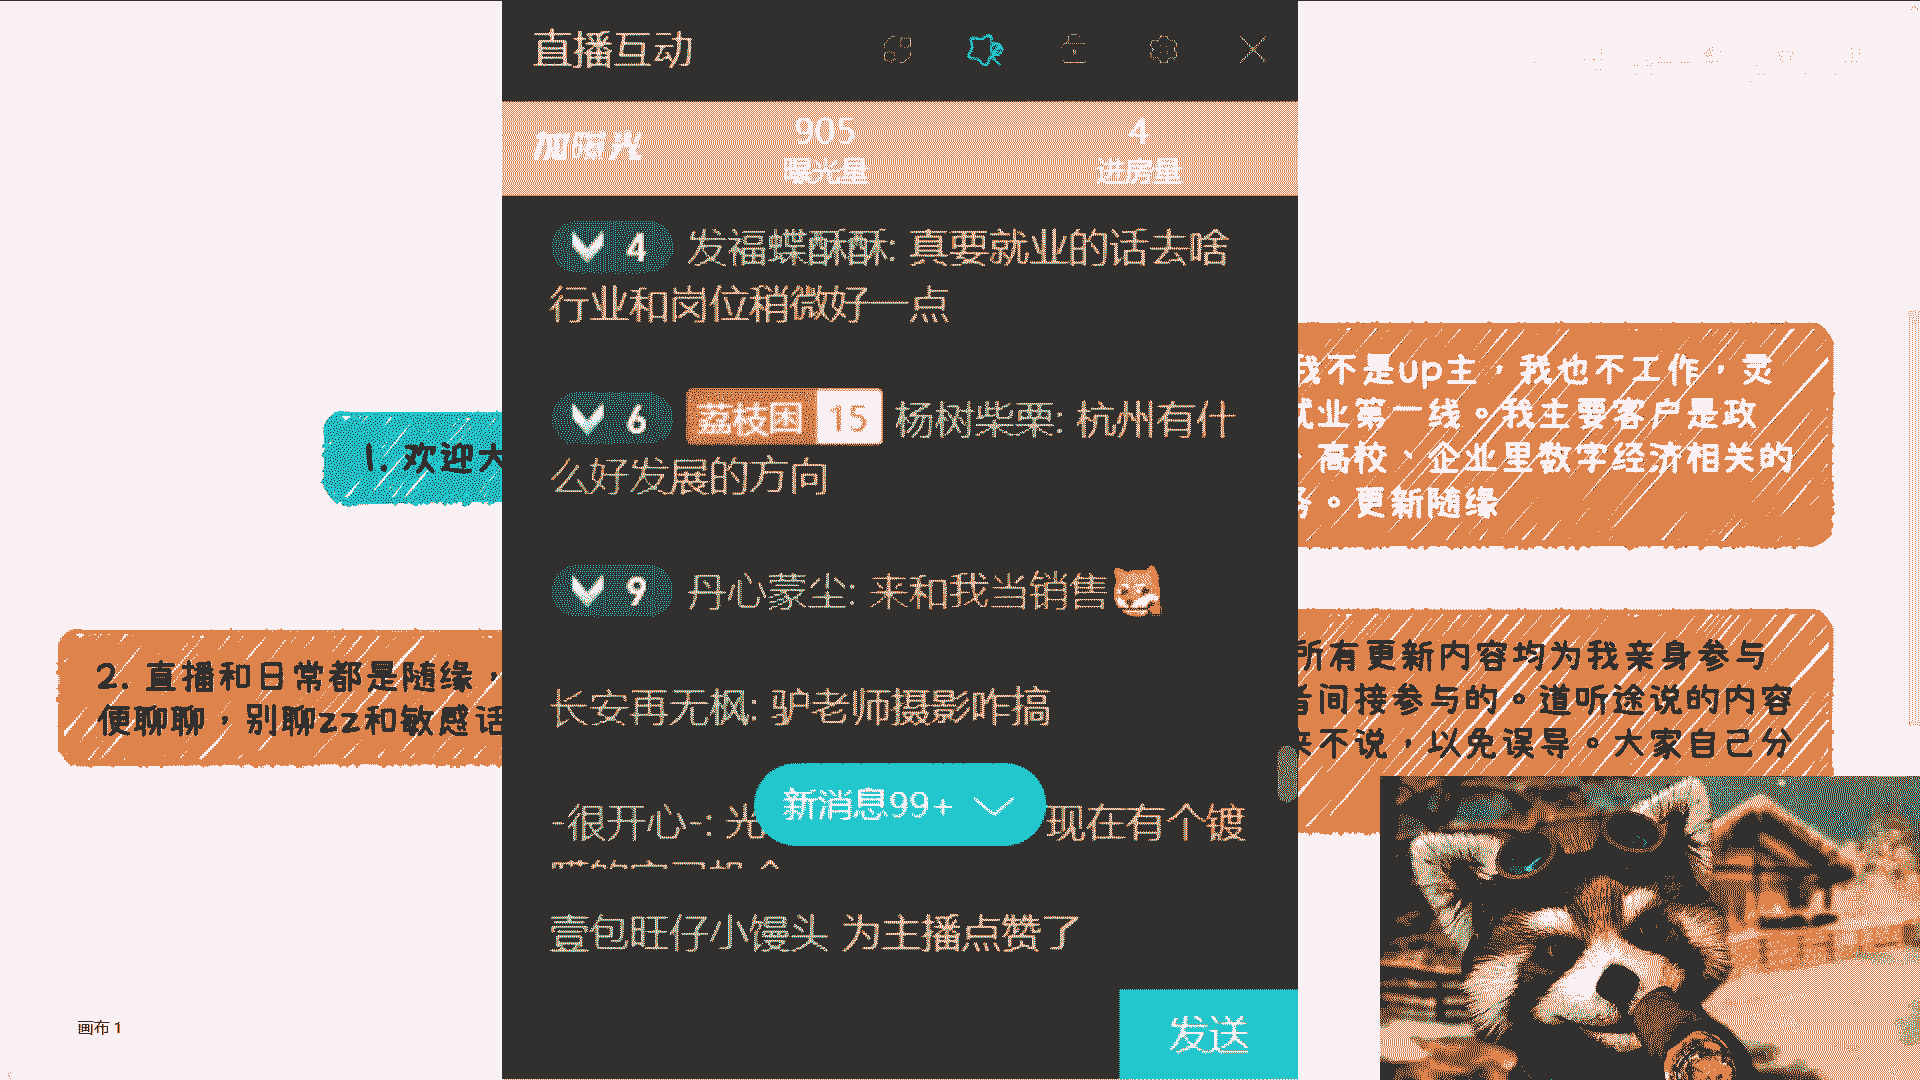 直播互动
加曝光
905
曝光量
4
进房量
4 发福蝶酥酥: 真要就业的话去啥
行业和岗位稍微好一点
6 荔枝困 15 杨树柴栗: 杭州有什
么好发展的方向
9 丹心蒙尘: 来和我当销售
长安再无枫: 驴老师摄影咋搞
-很开心-: 光
现在有个镀
新消息99+
壹包旺仔小馒头 为主播点赞了
发送
1. 欢迎大
2. 直播和日常都是随缘，
便聊聊，别聊zz和敏感话
我不是up主，我也不工作，灵
就业第一线。我主要客户是政
、高校、企业里数字经济相关的
务。更新随缘
所有更新内容均为我亲身参与
者间接参与的。道听途说的内容
来不说，以免误导。大家自己分
画布 1